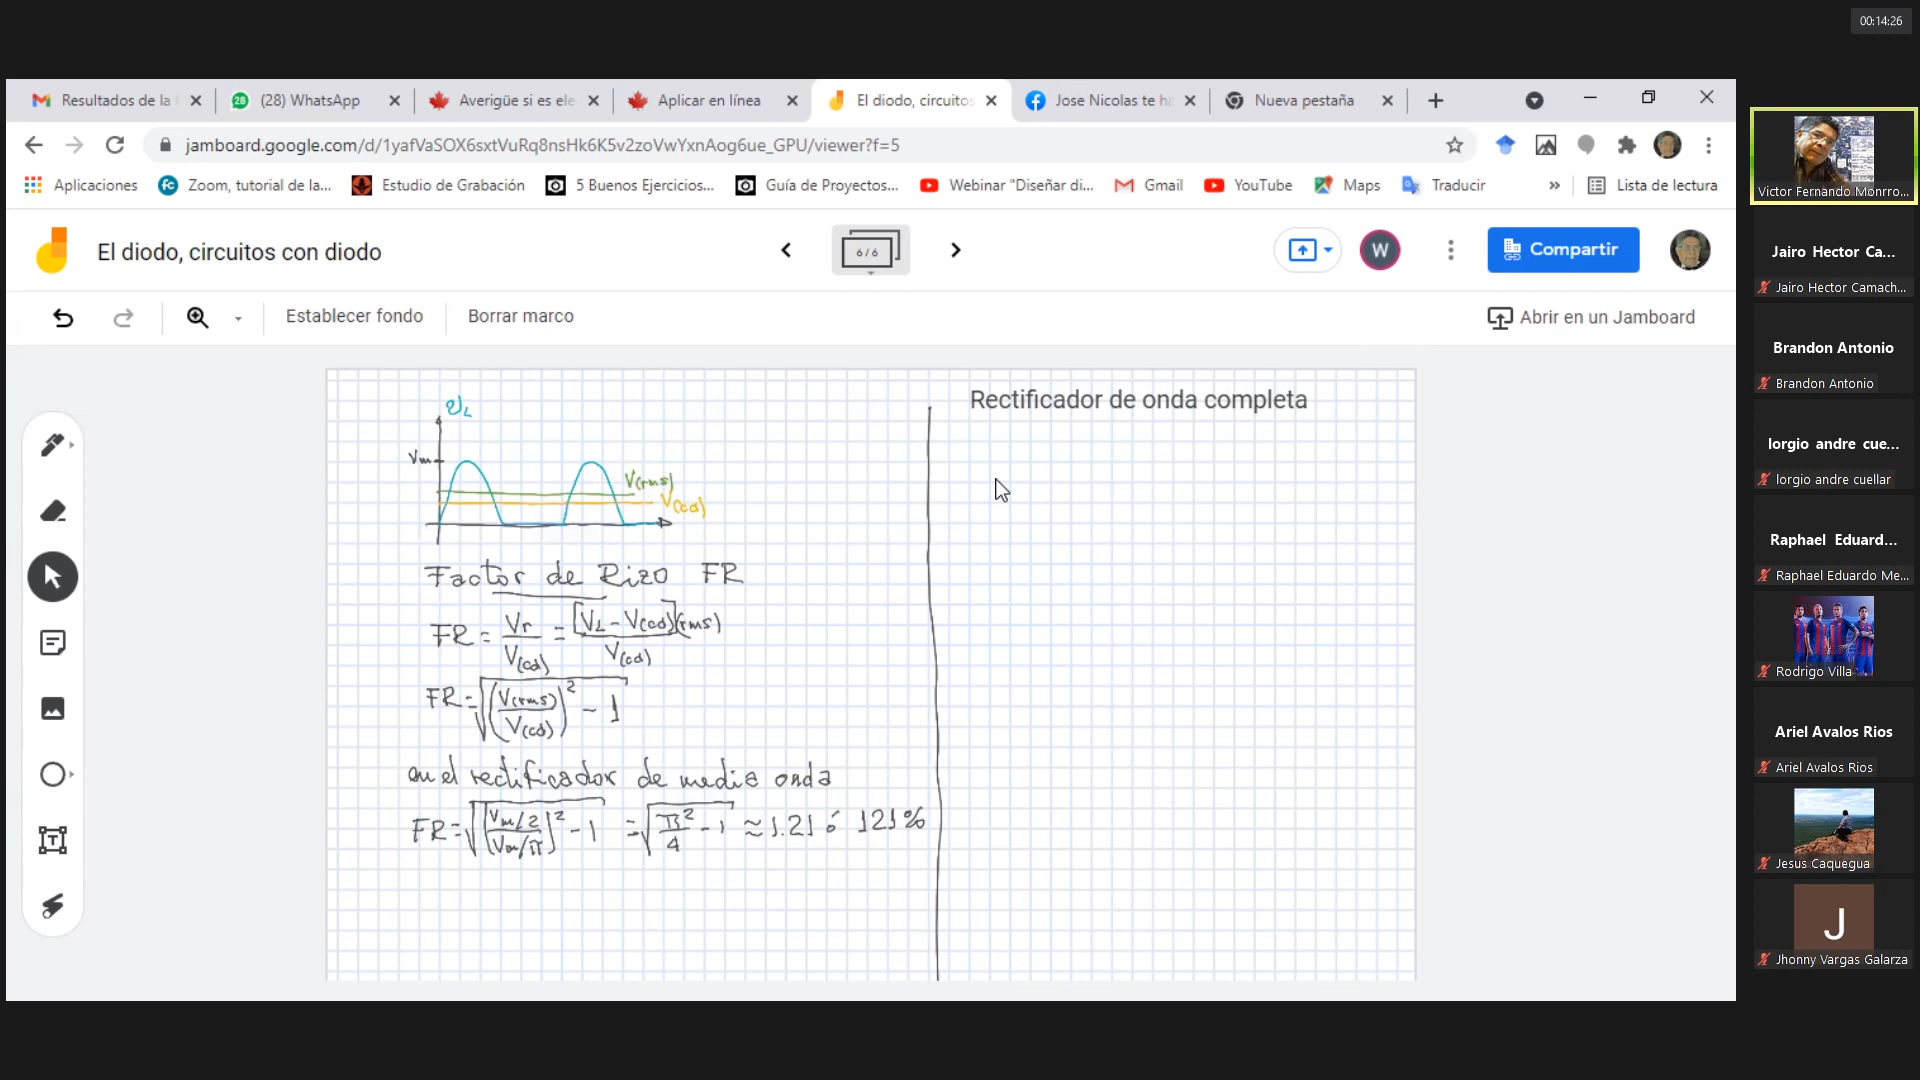 00:14:26
Resultados de la
(28) WhatsApp
Averigüe si es ele
Aplicar en línea
El diodo, circuitos
Jose Nicolas te ha
Nueva pestaña
jamboard.google.com/d/1yafVaSOX6sxtVuRq8nsHk6K5v2zoVwYxnAog6ue_GPU/viewer?f=5
Aplicaciones
Zoom, tutorial de la...
Estudio de Grabación
5 Buenos Ejercicios...
Guía de Proyectos...
Webinar "Diseñar di...
Gmail
YouTube
Maps
Traducir
»
Lista de lectura
El diodo, circuitos con diodo
6 / 6
W
Compartir
Establecer fondo
Borrar marco
Abrir en un Jamboard
v_L
Vm
V(rms)
V(cd)
Factor de Rizo FR
FR = Vr / V(cd) = [V_L - V(cd)](rms) / V(cd)
FR = √((V(rms) / V(cd))² - 1)
en el rectificador de media onda
FR = √((Vm/2 / Vm/π)² - 1) = √(π²/4 - 1) ≈ 1.21 ó 121%
Rectificador de onda completa
Victor Fernando Monrro...
Jairo Hector Ca...
Jairo Hector Camach...
Brandon Antonio
Brandon Antonio
Iorgio andre cue...
Iorgio andre cuellar
Raphael Eduard...
Raphael Eduardo Me...
Rodrigo Villa
Ariel Avalos Rios
Ariel Avalos Rios
Jesus Caquegua
J
Jhonny Vargas Galarza